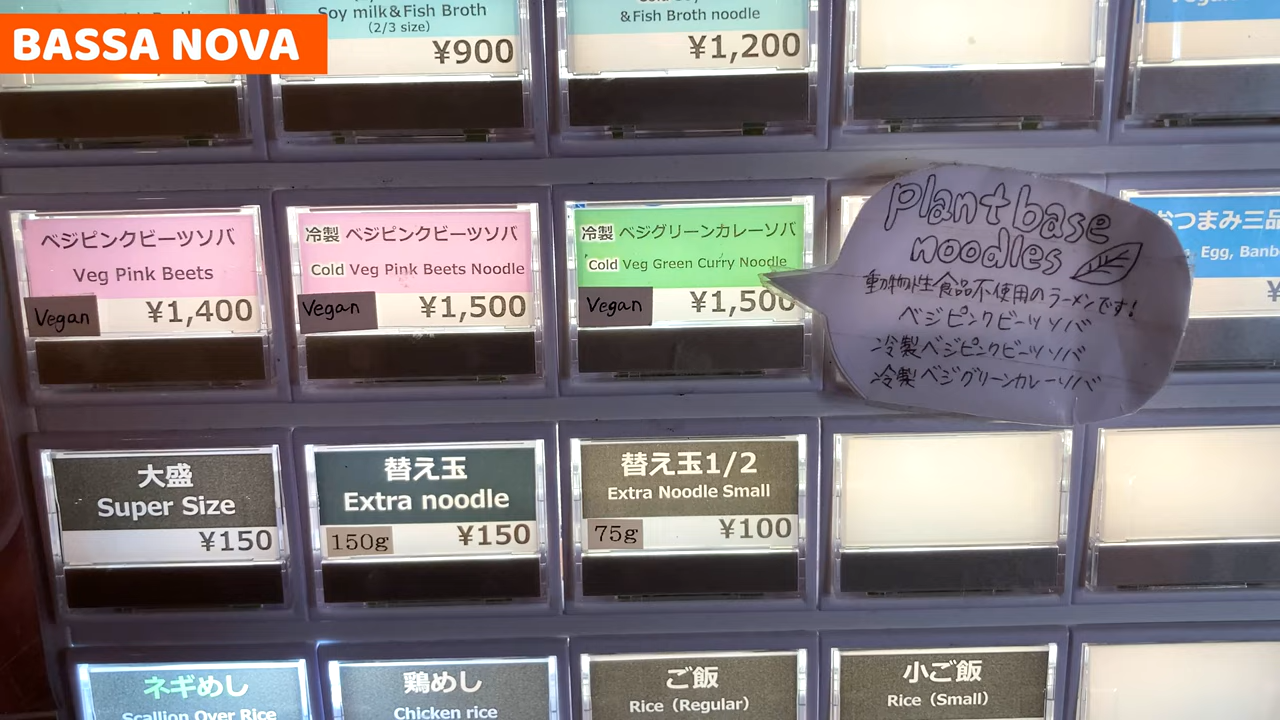 BASSA NOVA
Soy milk&Fish Broth
(2/3 size)
¥900
&Fish Broth noodle
¥1,200
ベジピンクビーツソバ
Veg Pink Beets
Vegan
¥1,400
冷製 ベジピンクビーツソバ
Cold Veg Pink Beets Noodle
Vegan
¥1,500
冷製 ベジグリーンカレーソバ
Cold Veg Green Curry Noodle
Vegan
¥1,500
plant base
noodles
動物性食品不使用のラーメンです!
ベジピンクビーツソバ
冷製ベジピンクビーツソバ
冷製ベジグリーンカレーソバ
おつまみ三品
Egg, Banb
¥
大盛
Super Size
¥150
替え玉
Extra noodle
150g
¥150
替え玉1/2
Extra Noodle Small
75g
¥100
ネギめし
Scallion Over Rice
鶏めし
Chicken rice
ご飯
Rice（Regular）
小ご飯
Rice（Small）